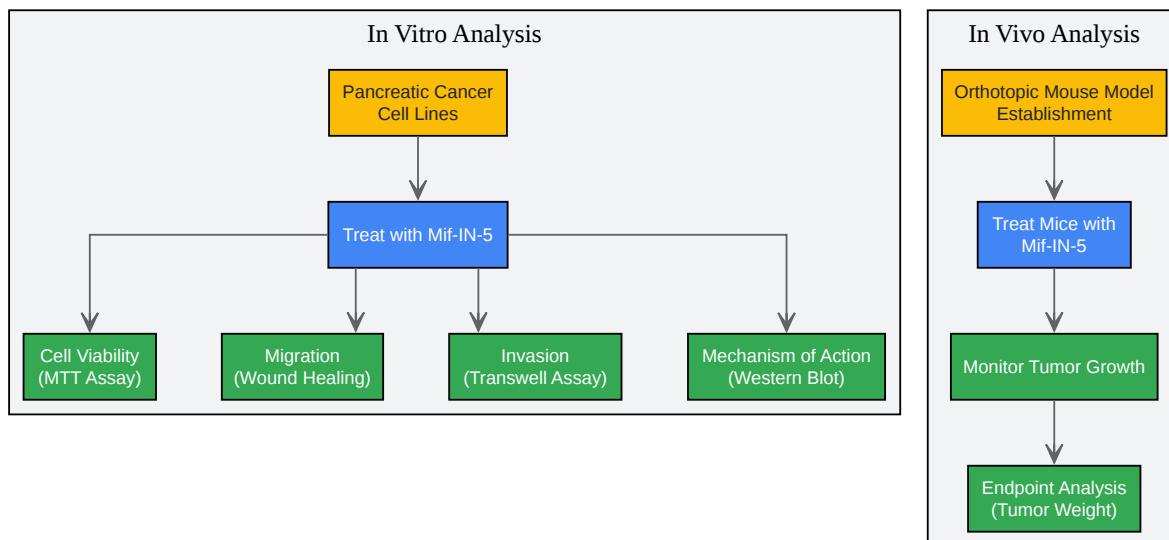 In Vitro Analysis
Pancreatic Cancer
Cell Lines
Treat with Mif-IN-5
Cell Viability
(MTT Assay)
Migration
(Wound Healing)
Invasion
(Transwell Assay)
Mechanism of Action
(Western Blot)
In Vivo Analysis
Orthotopic Mouse Model
Establishment
Treat Mice with
Mif-IN-5
Monitor Tumor Growth
Endpoint Analysis
(Tumor Weight)